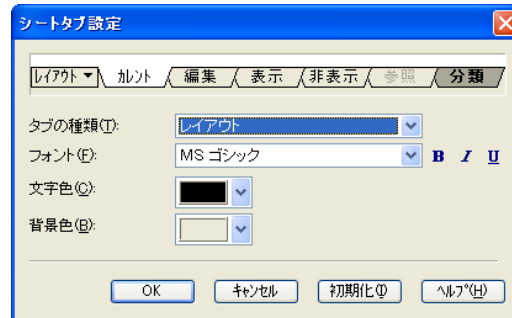 シートタブ設定
レイアウト カレント 編集 表示 非表示 参照 分類
タブの種類(T): レイアウト
フォント(F): MS ゴシック B I U
文字色(C):
背景色(B):
OK キャンセル 初期化(I) ヘルプ(H)